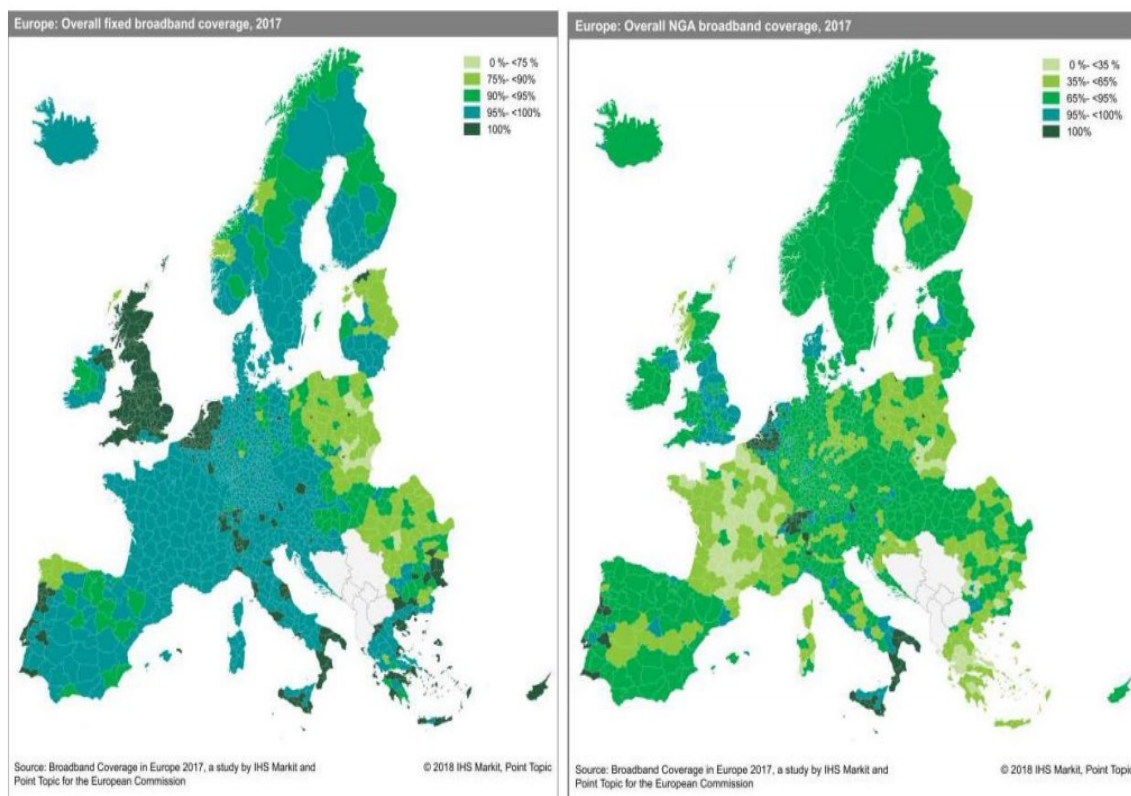 Europe: Overall fixed broadband coverage, 2017
0 %- <75 %
75%- <90%
90%- <95%
95%- <100%
100%
Source: Broadband Coverage in Europe 2017, a study by IHS Markit and
Point Topic for the European Commission
© 2018 IHS Markit, Point Topic
Europe: Overall NGA broadband coverage, 2017
0 %- <35 %
35%- <65%
65%- <95%
95%- <100%
100%
Source: Broadband Coverage in Europe 2017, a study by IHS Markit and
Point Topic for the European Commission
© 2018 IHS Markit, Point Topic